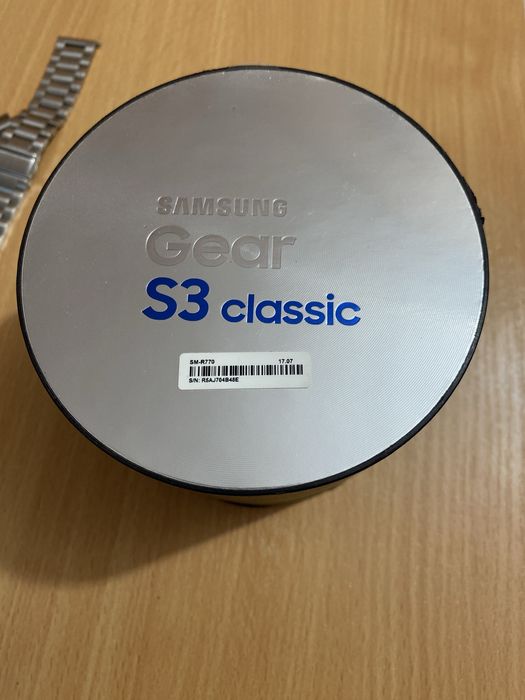 SAMSUNG
Gear
S3 classic
SM-R770 17.07
S/N: R5AJ704B48E